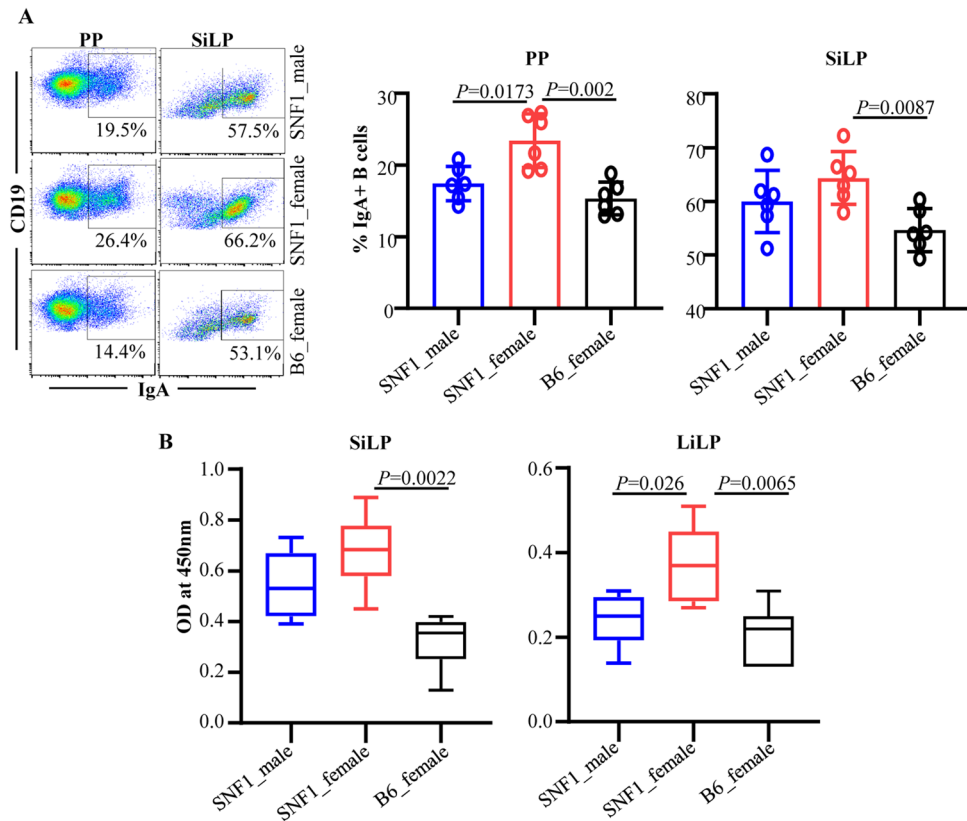 A
PP SiLP
CD19
19.5% 57.5% SNF1_male
26.4% 66.2% SNF1_female
14.4% 53.1% B6_female
IgA
PP
% IgA+ B cells
P=0.0173 P=0.002
30
20
10
0
SNF1_male SNF1_female B6_female
SiLP
P=0.0087
80
70
60
50
40
SNF1_male SNF1_female B6_female
B
SiLP
OD at 450nm
P=0.0022
1.0
0.8
0.6
0.4
0.2
0.0
SNF1_male SNF1_female B6_female
LiLP
P=0.026 P=0.0065
0.6
0.4
0.2
0.0
SNF1_male SNF1_female B6_female